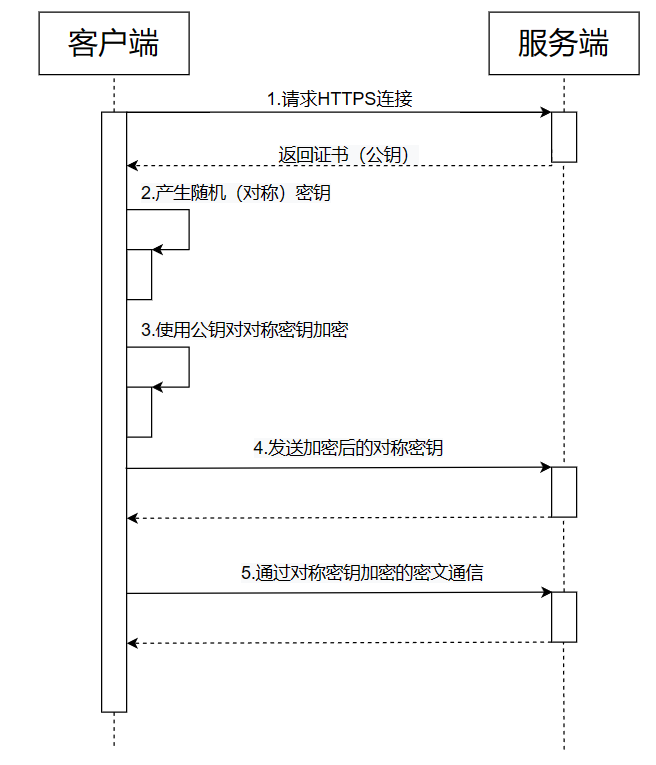 客户端
服务端
1.请求HTTPS连接
返回证书（公钥）
2.产生随机（对称）密钥
3.使用公钥对对称密钥加密
4.发送加密后的对称密钥
5.通过对称密钥加密的密文通信